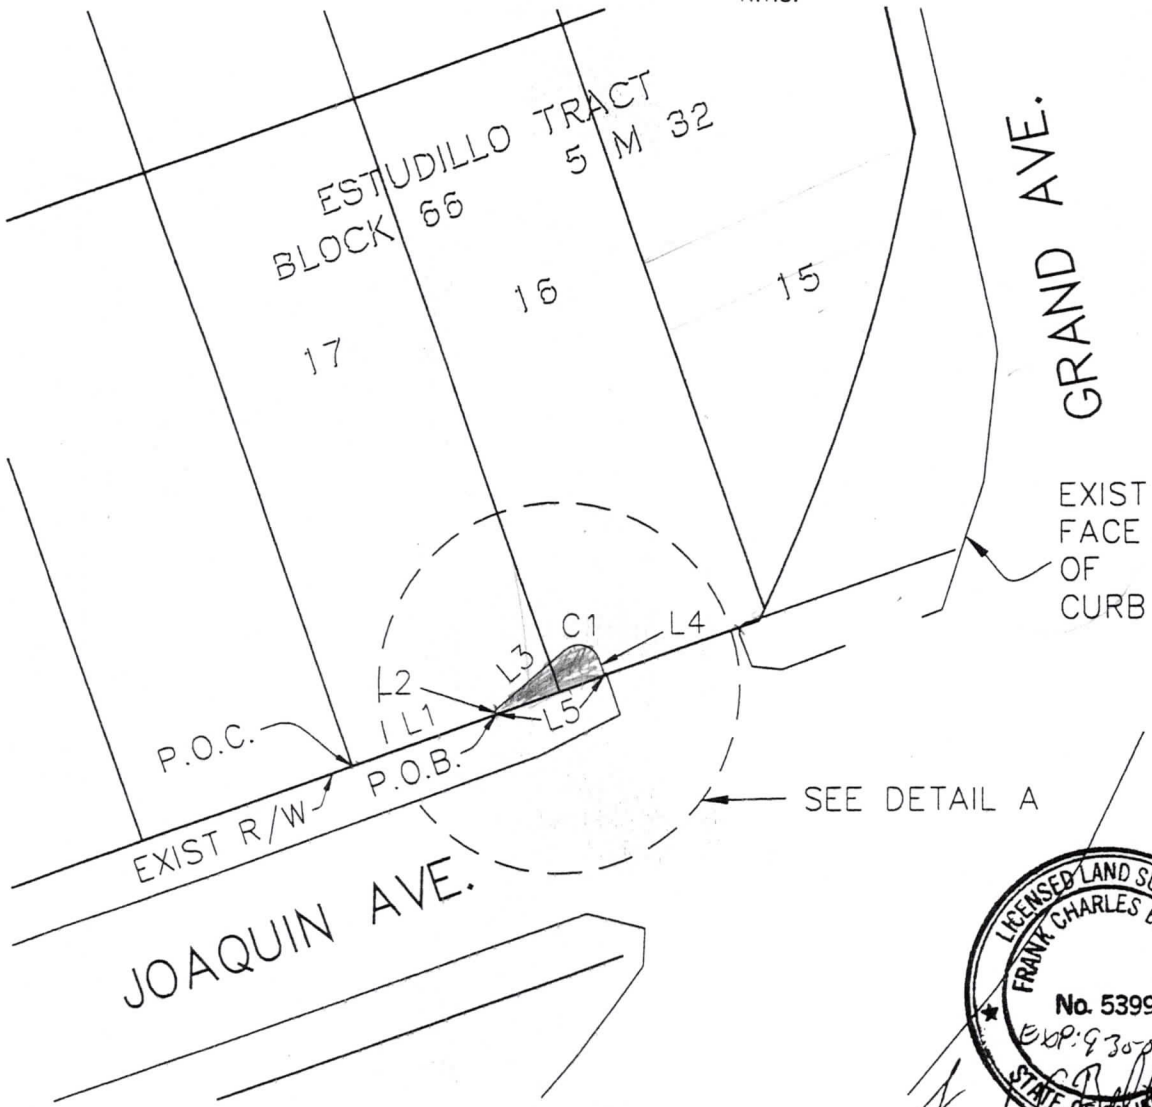 ESTUDILLO TRACT
BLOCK 66 5 M 32
17
16
15
GRAND AVE.
EXIST
FACE
OF
CURB
C1
L4
L3
L2
L1
L5
P.O.C.
P.O.B.
EXIST R/W
SEE DETAIL A
JOAQUIN AVE.
LICENSED LAND
FRANK CHARLES
No. 5399
STATE